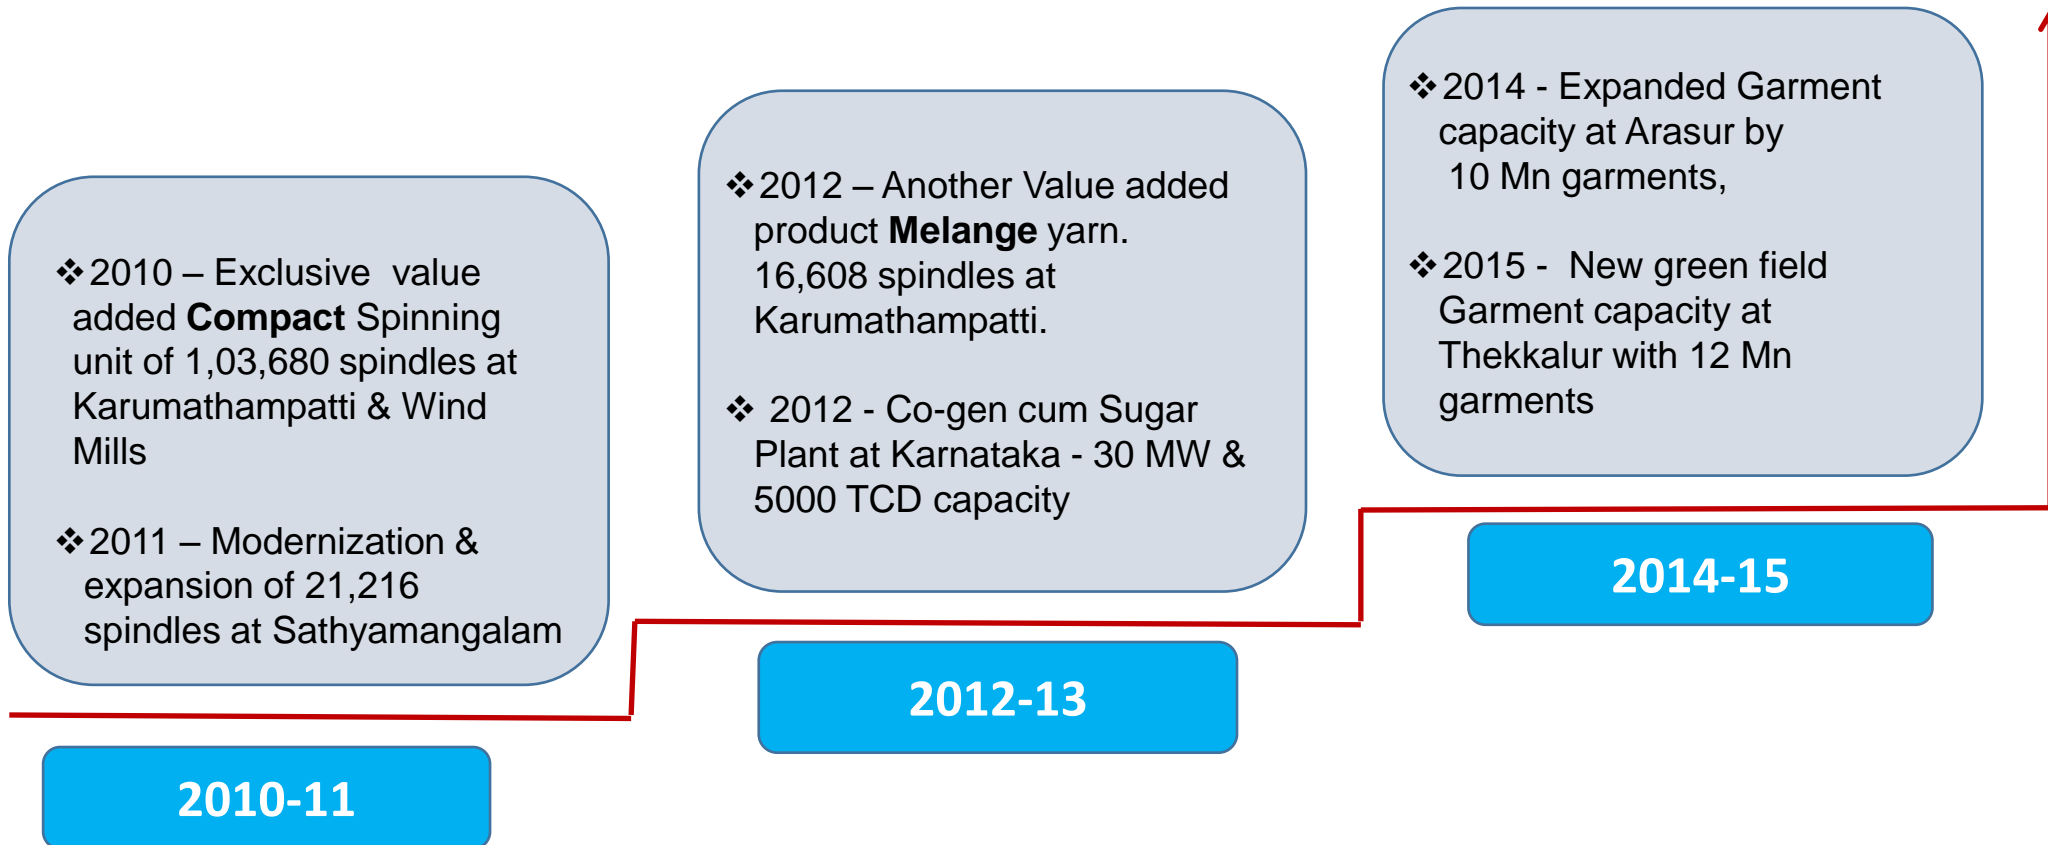 ❖2010 – Exclusive  value
added Compact Spinning
unit of 1,03,680 spindles at
Karumathampatti & Wind
Mills
❖2011 – Modernization &
expansion of 21,216
spindles at Sathyamangalam
2010-11
❖2012 – Another Value added
product Melange yarn.
16,608 spindles at
Karumathampatti.
❖ 2012 - Co-gen cum Sugar
Plant at Karnataka - 30 MW &
5000 TCD capacity
2012-13
❖2014 - Expanded Garment
capacity at Arasur by
10 Mn garments,
❖2015 -  New green field
Garment capacity at
Thekkalur with 12 Mn
garments
2014-15